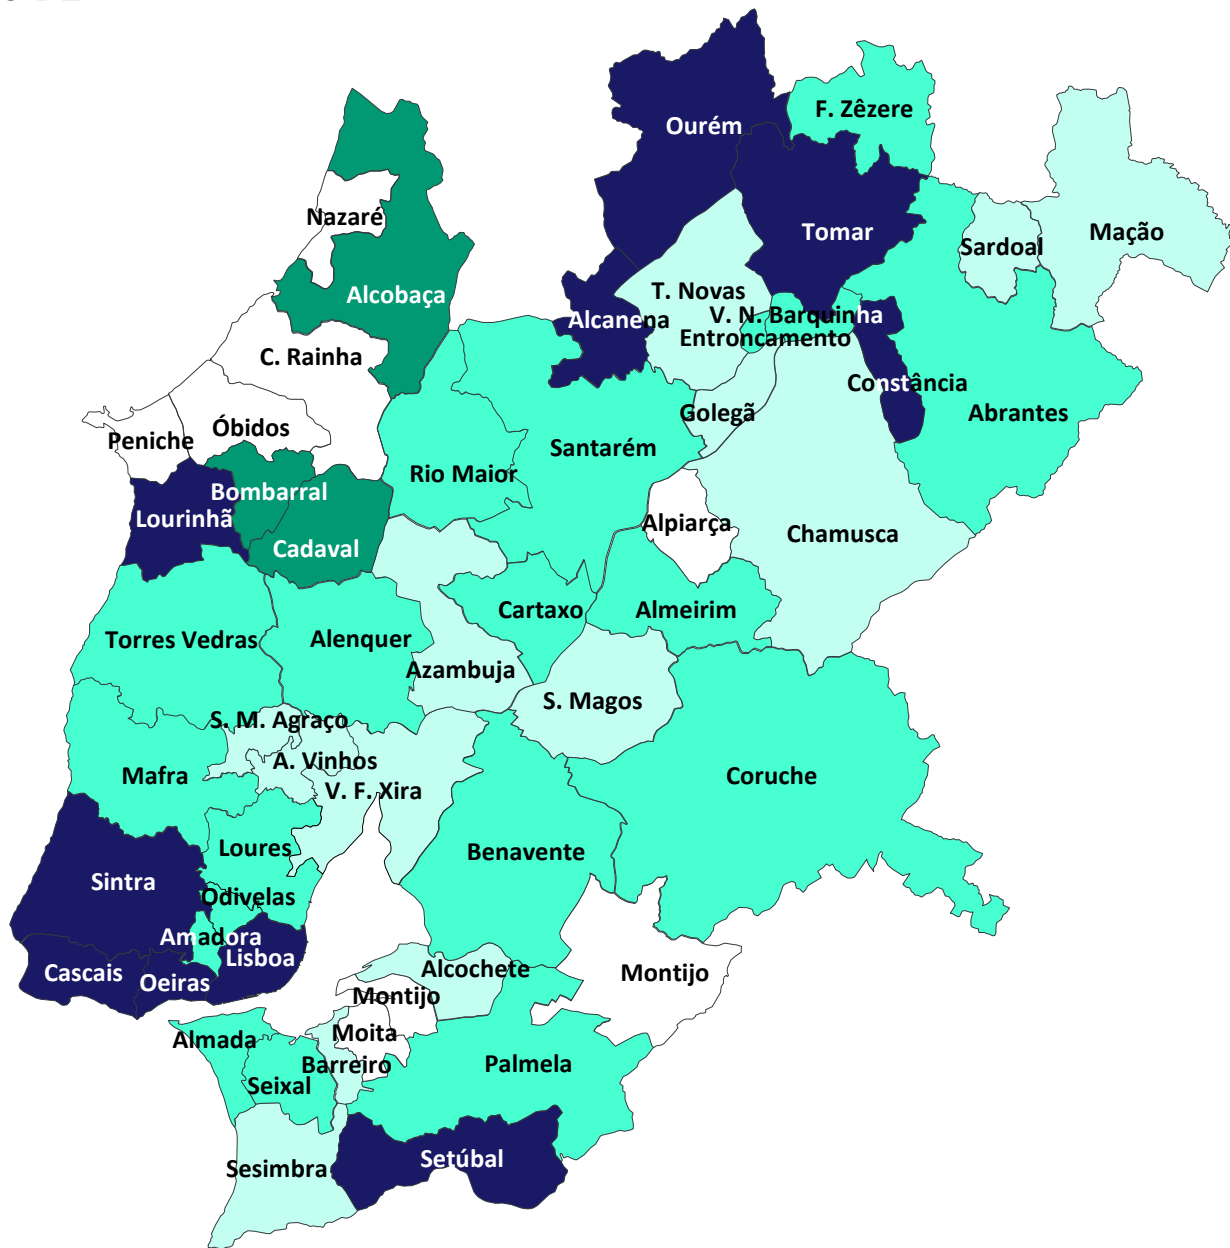 F. Zêzere
Ourém
Nazaré
Tomar
Sardoal
Mação
Alcobaça
T. Novas
Alcanena
V. N. Barquinha
Entroncamento
C. Rainha
Constância
Peniche
Óbidos
Golegã
Abrantes
Santarém
Rio Maior
Bombarral
Lourinhã
Alpiarça
Chamusca
Cadaval
Cartaxo
Almeirim
Torres Vedras
Alenquer
Azambuja
S. Magos
S. M. Agraço
A. Vinhos
Mafra
Coruche
V. F. Xira
Loures
Benavente
Sintra
Odivelas
Amadora
Lisboa
Cascais
Oeiras
Alcochete
Montijo
Montijo
Almada
Moita
Barreiro
Palmela
Seixal
Sesimbra
Setúbal